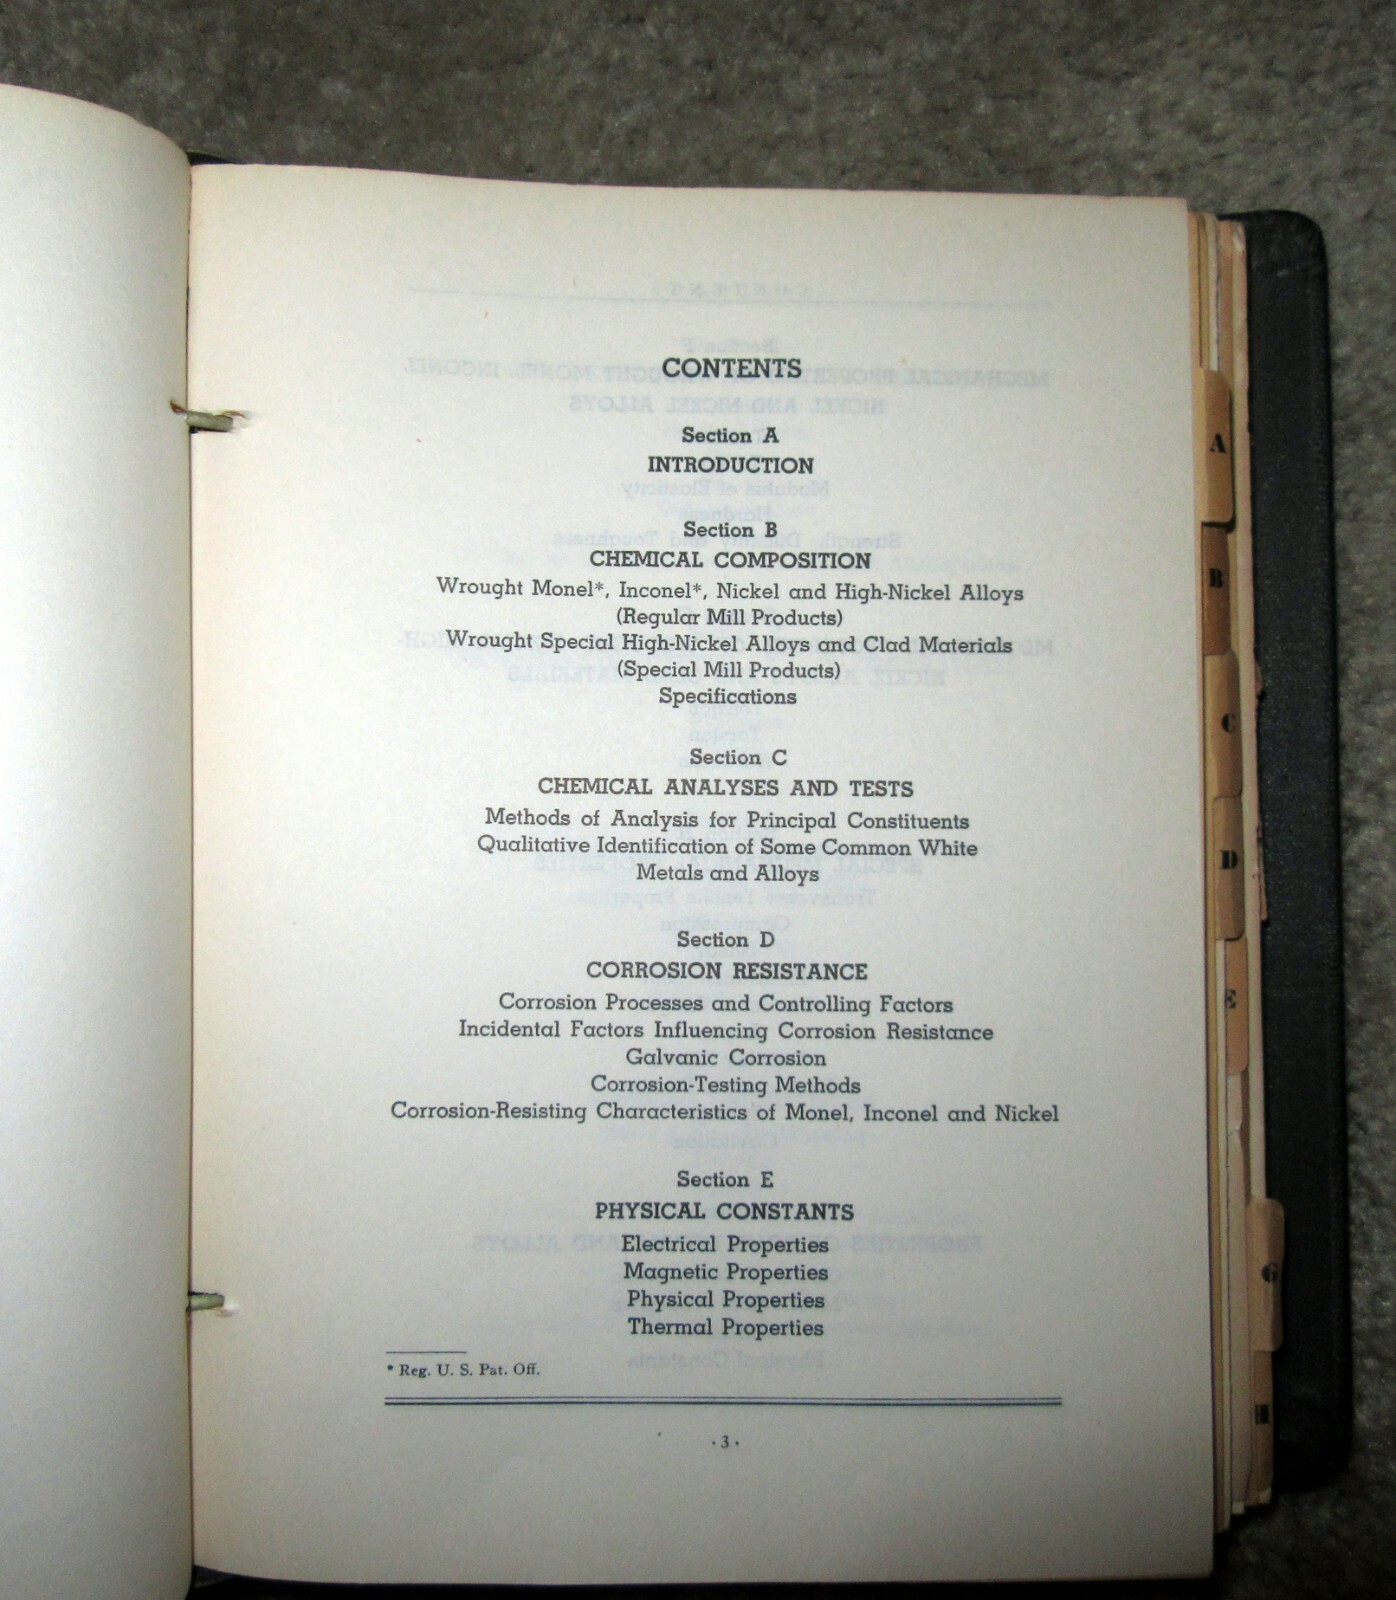 CONTENTS
Section A
INTRODUCTION
Section B
CHEMICAL COMPOSITION
Wrought Monel*, Inconel*, Nickel and High-Nickel Alloys
(Regular Mill Products)
Wrought Special High-Nickel Alloys and Clad Materials
(Special Mill Products)
Specifications
Section C
CHEMICAL ANALYSES AND TESTS
Methods of Analysis for Principal Constituents
Qualitative Identification of Some Common White
Metals and Alloys
Section D
CORROSION RESISTANCE
Corrosion Processes and Controlling Factors
Incidental Factors Influencing Corrosion Resistance
Galvanic Corrosion
Corrosion-Testing Methods
Corrosion-Resisting Characteristics of Monel, Inconel and Nickel
Section E
PHYSICAL CONSTANTS
Electrical Properties
Magnetic Properties
Physical Properties
Thermal Properties
* Reg. U. S. Pat. Off.
· 3 ·
A
B
C
D
E
G
H